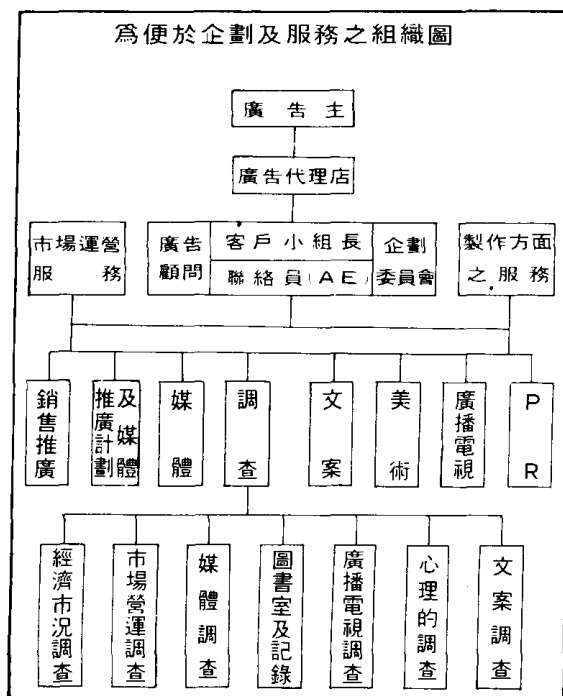 為便於企劃及服務之組織圖
廣告主
廣告代理店
市場運營
服務
廣告
顧問
客戶小組長
聯絡員(AE)
企劃
委員會
製作方面
之服務
銷售推廣
及媒體
推廣計劃
媒體
調查
文案
美術
廣播電視
PR
經濟市況調查
市場營運調查
媒體調查
圖書室及記錄
廣播電視調查
心理的調查
文案調查